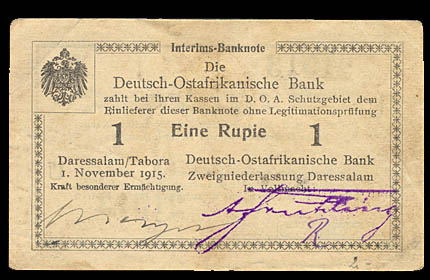 Interims-Banknote
Die
Deutsch-Ostafrikanische Bank
zahlt bei ihren Kassen im D. O. A. Schutzgebiet dem
Einlieferer dieser Banknote ohne Legitimationsprüfung
1 Eine Rupie 1
Daressalam/Tabora
1. November 1915.
Kraft besonderer Ermächtigung.
Deutsch-Ostafrikanische Bank
Zweigniederlassung Daressalam
In Vollmacht: